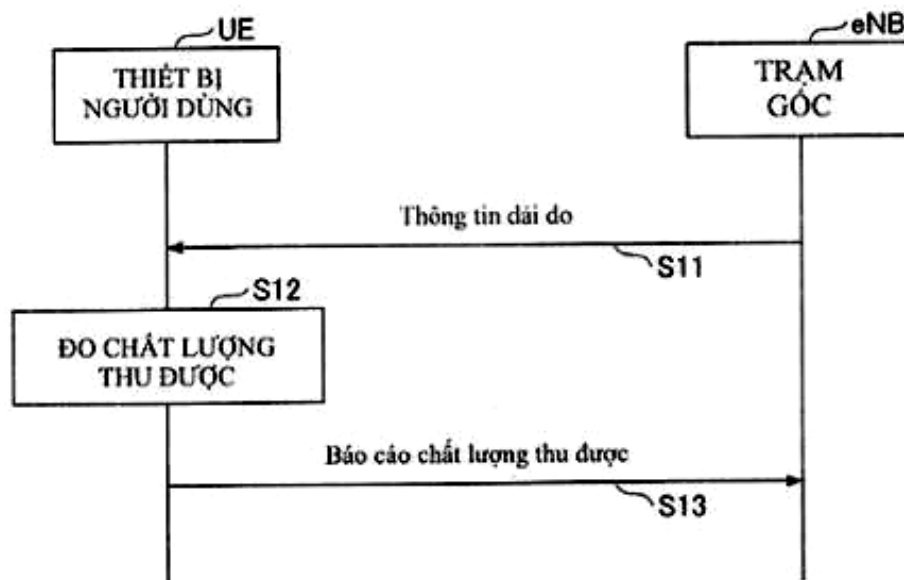 UE
eNB
THIẾT BỊ
NGƯỜI DÙNG
TRẠM
GỐC
Thông tin dải đo
S11
S12
ĐO CHẤT LƯỢNG
THU ĐƯỢC
Báo cáo chất lượng thu được
S13